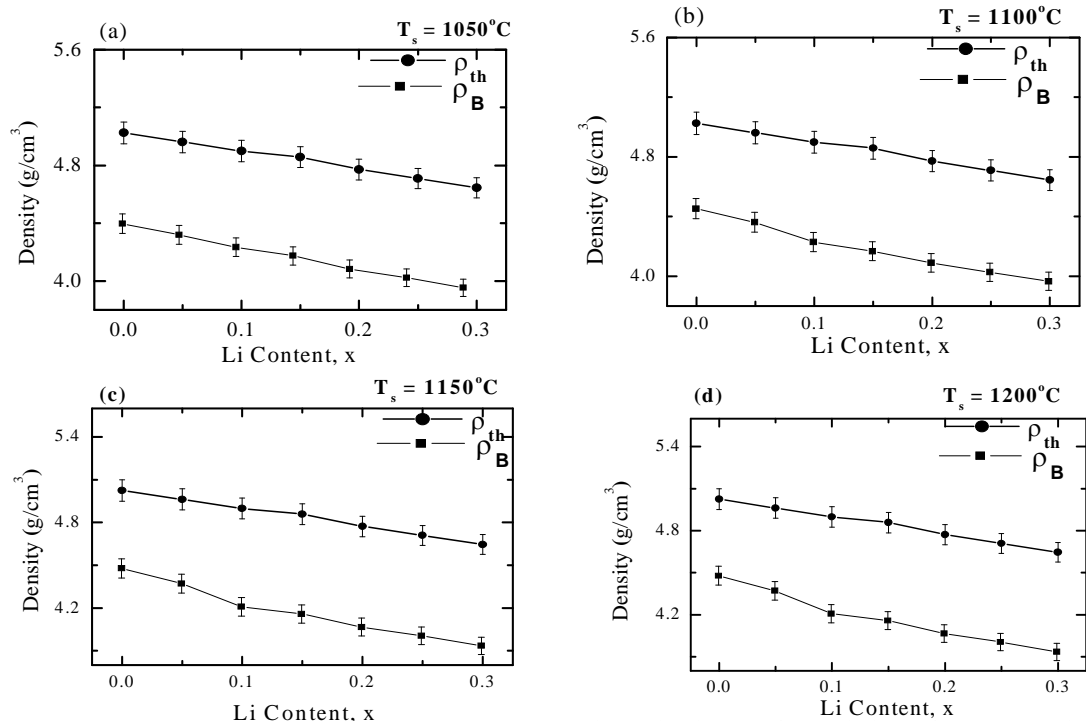 (a) T_s = 1050°C
5.6
4.8
4.0
ρ_th
ρ_B
Density (g/cm³)
0.0 0.1 0.2 0.3
Li Content, x
(b) T_s = 1100°C
5.6
4.8
4.0
ρ_th
ρ_B
Density (g/cm³)
0.0 0.1 0.2 0.3
Li Content, x
(c) T_s = 1150°C
5.4
4.8
4.2
ρ_th
ρ_B
Density (g/cm³)
0.0 0.1 0.2 0.3
Li Content, x
(d) T_s = 1200°C
5.4
4.8
4.2
ρ_th
ρ_B
Density (g/cm³)
0.0 0.1 0.2 0.3
Li Content, x